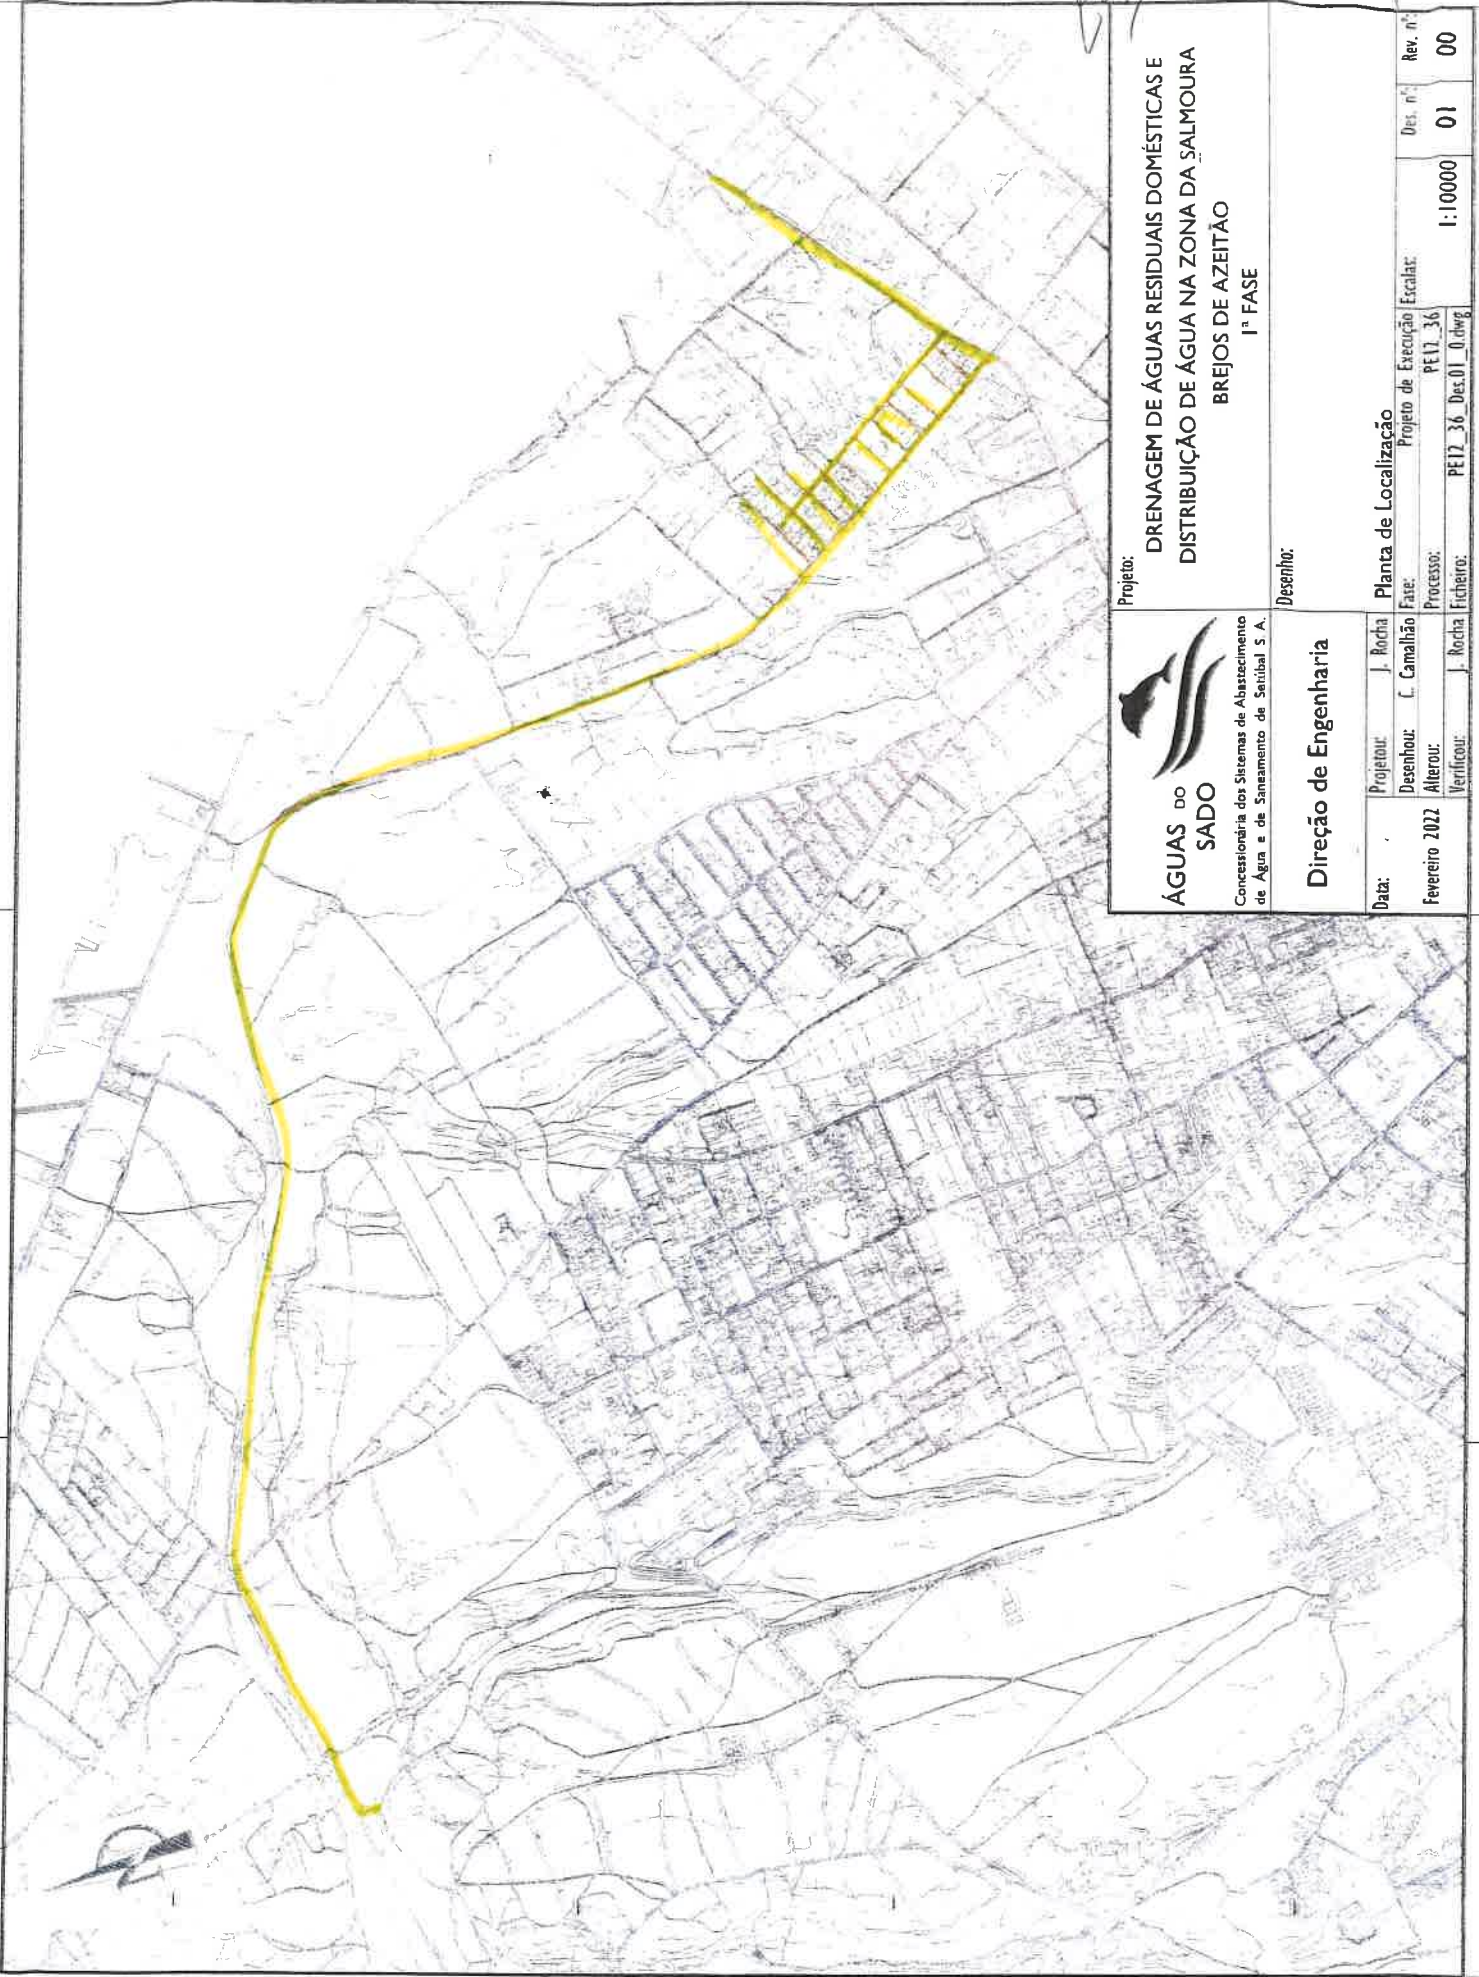 Projeto:
DRENAGEM DE ÁGUAS RESIDUAIS DOMÉSTICAS E
DISTRIBUIÇÃO DE ÁGUA NA ZONA DA SALMOURA
BREJOS DE AZEITÃO
1ª FASE
ÁGUAS DO
SADO
Concessionária dos Sistemas de Abastecimento
de Água e de Saneamento de Setúbal S. A.
Direção de Engenharia
Desenho:
Planta de Localização
Data:
Fevereiro 2022
Projetou: J. Rocha
Desenhou: C. Camalhão
Alterou:
Verificou: J. Rocha
Fase: Projeto de Execução
Processo: PE12_36
Ficheiro: PE12_36_Des.01_0.dwg
Escalas:
1:10000
Des. nº:
01
Rev. nº:
00